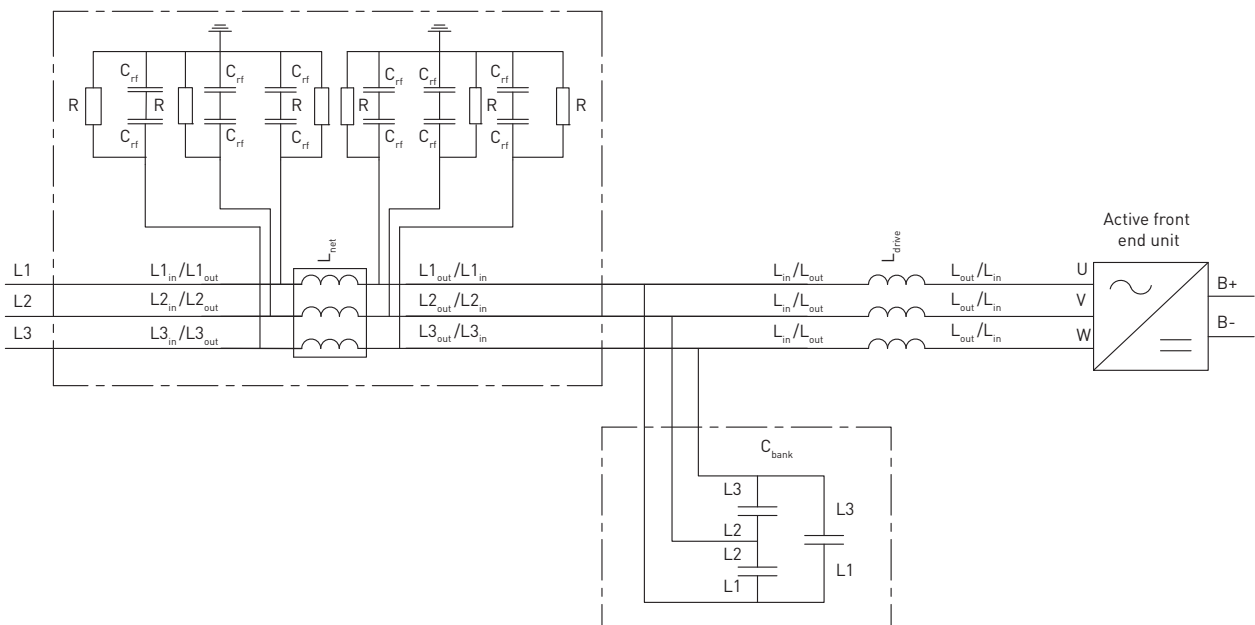 C_rf C_rf C_rf C_rf C_rf C_rf
R R R R R R
C_rf C_rf C_rf C_rf C_rf C_rf
L_net
L_drive
Active front
end unit
L1 L1_in/L1_out L1_out/L1_in L_in/L_out L_out/L_in U
B+
L2 L2_in/L2_out L2_out/L2_in L_in/L_out L_out/L_in V
B-
L3 L3_in/L3_out L3_out/L3_in L_in/L_out L_out/L_in W
C_bank
L3
L3
L2
L2
L1
L1